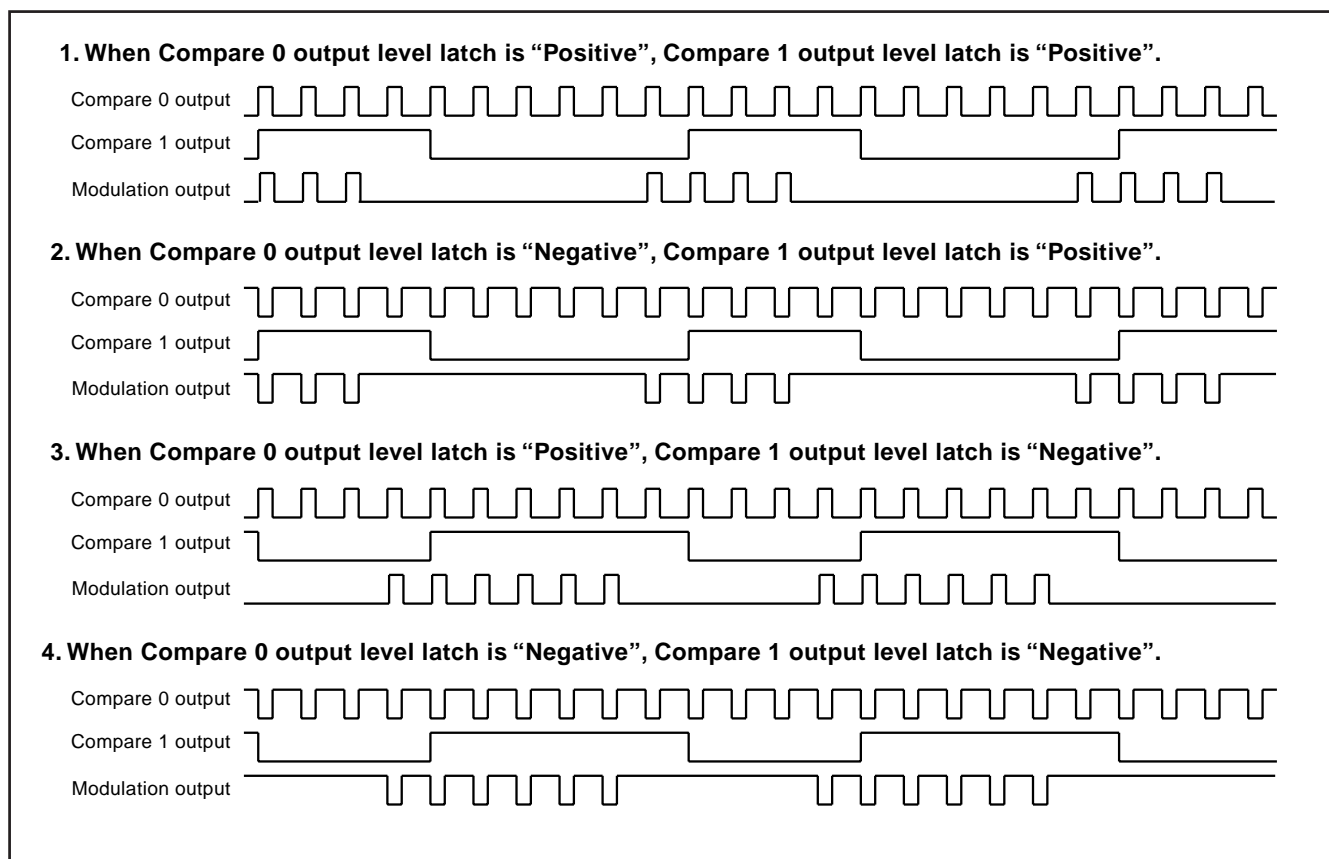 1. When Compare 0 output level latch is “Positive”, Compare 1 output level latch is “Positive”.
Compare 0 output
Compare 1 output
Modulation output
2. When Compare 0 output level latch is “Negative”, Compare 1 output level latch is “Positive”.
Compare 0 output
Compare 1 output
Modulation output
3. When Compare 0 output level latch is “Positive”, Compare 1 output level latch is “Negative”.
Compare 0 output
Compare 1 output
Modulation output
4. When Compare 0 output level latch is “Negative”, Compare 1 output level latch is “Negative”.
Compare 0 output
Compare 1 output
Modulation output